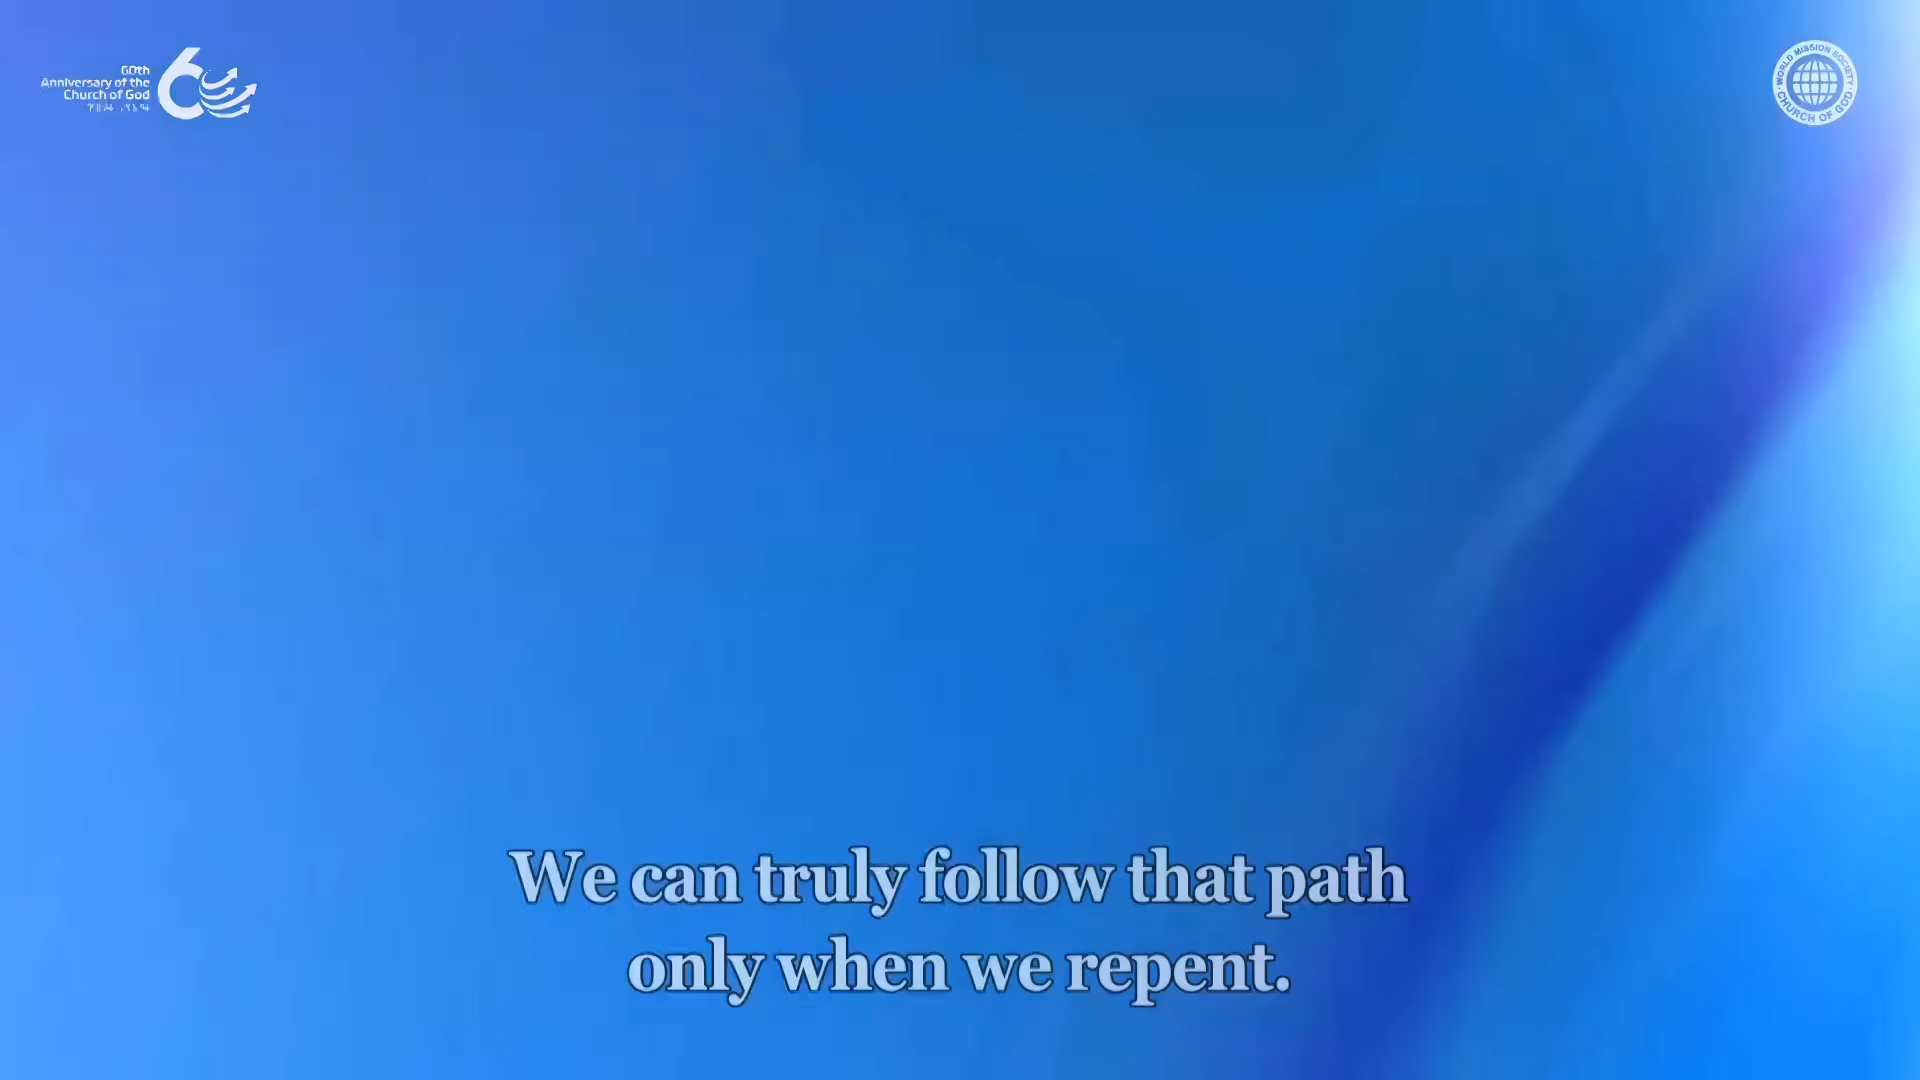 60th
Anniversary of the
Church of God
WORLD MISSION SOCIETY
CHURCH OF GOD
We can truly follow that path
only when we repent.